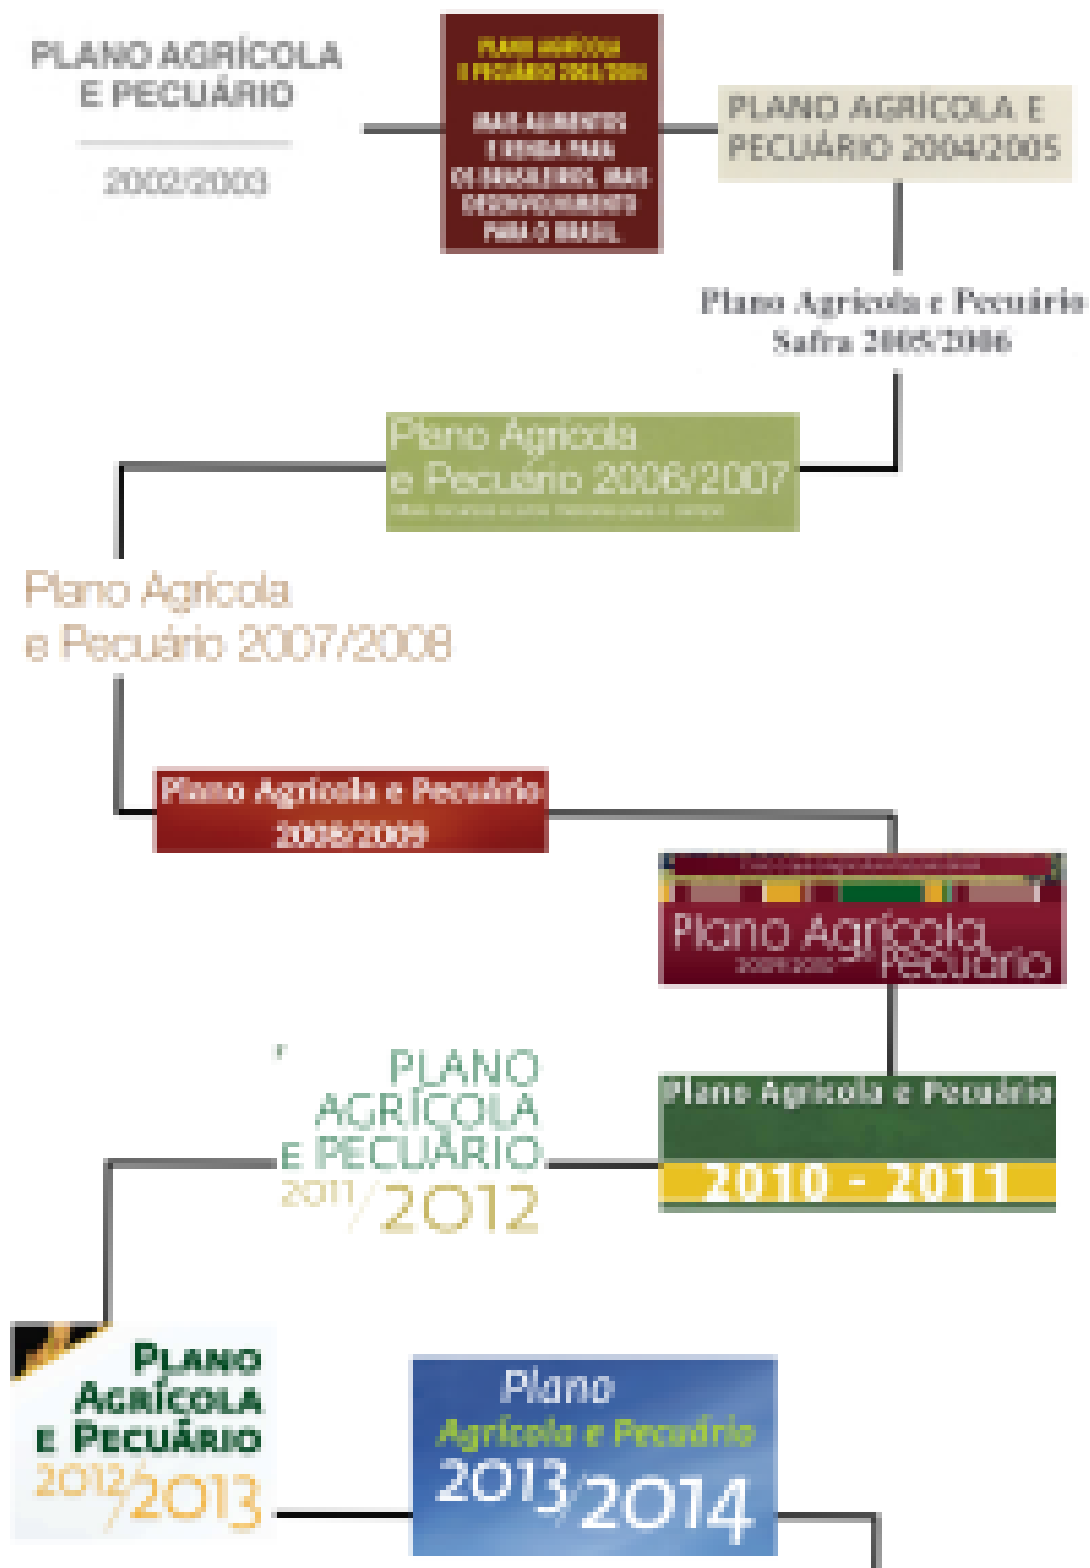 PLANO AGRÍCOLA
E PECUÁRIO
2002/2003
PLANO AGRÍCOLA
E PECUÁRIO 2003/2004
MAIS ALIMENTOS
E RENDA PARA
OS BRASILEIROS. MAIS
DESENVOLVIMENTO
PARA O BRASIL.
PLANO AGRÍCOLA E
PECUÁRIO 2004/2005
Plano Agrícola e Pecuário
Safra 2005/2006
Plano Agrícola
e Pecuário 2006/2007
Plano Agrícola
e Pecuário 2007/2008
Plano Agrícola e Pecuário
2008/2009
Plano Agrícola
2009 2010 Pecuário
Plano Agrícola e Pecuário
2010 - 2011
PLANO
AGRÍCOLA
E PECUÁRIO
2011/2012
PLANO
AGRÍCOLA
E PECUÁRIO
2012/2013
Plano
Agrícola e Pecuário
2013/2014